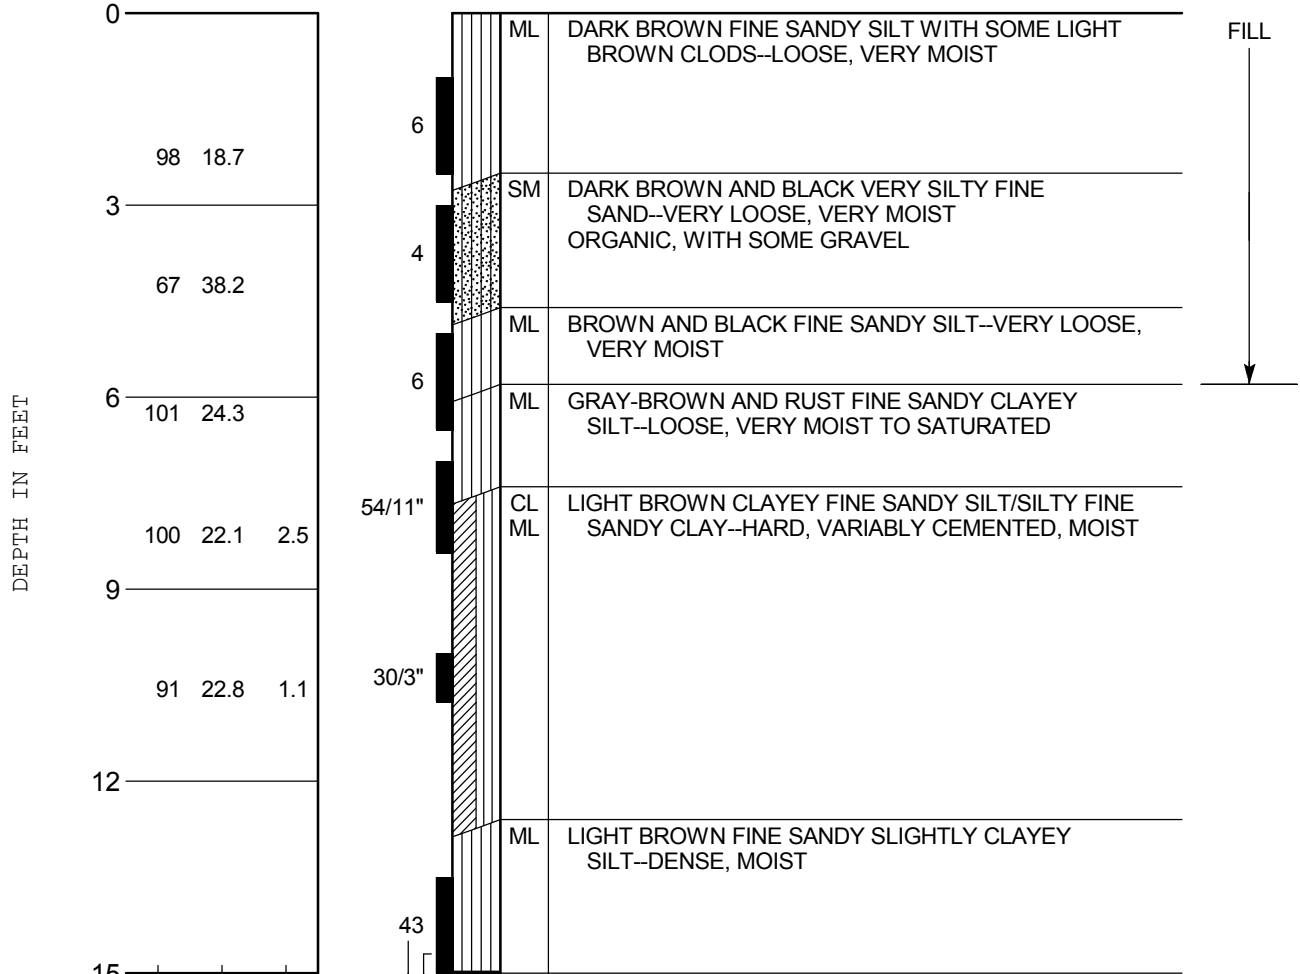 0
ML DARK BROWN FINE SANDY SILT WITH SOME LIGHT
BROWN CLODS--LOOSE, VERY MOIST
FILL
6
98 18.7
3
SM DARK BROWN AND BLACK VERY SILTY FINE
SAND--VERY LOOSE, VERY MOIST
ORGANIC, WITH SOME GRAVEL
4
67 38.2
ML BROWN AND BLACK FINE SANDY SILT--VERY LOOSE,
VERY MOIST
6
6
101 24.3
ML GRAY-BROWN AND RUST FINE SANDY CLAYEY
SILT--LOOSE, VERY MOIST TO SATURATED
DEPTH IN FEET
54/11"
CL LIGHT BROWN CLAYEY FINE SANDY SILT/SILTY FINE
ML SANDY CLAY--HARD, VARIABLY CEMENTED, MOIST
100 22.1 2.5
9
30/3"
91 22.8 1.1
12
ML LIGHT BROWN FINE SANDY SLIGHTLY CLAYEY
SILT--DENSE, MOIST
43
15